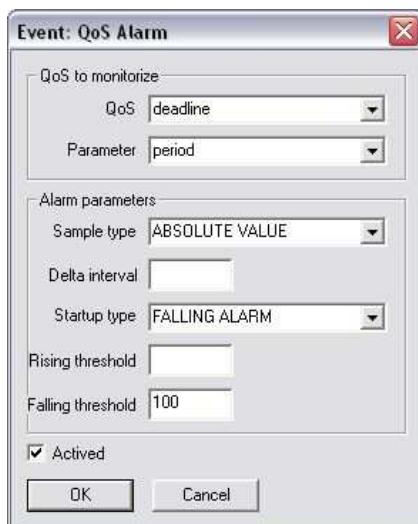 Event: QoS Alarm
QoS to monitorize
QoS deadline
Parameter period
Alarm parameters
Sample type ABSOLUTE VALUE
Delta interval
Startup type FALLING ALARM
Rising threshold
Falling threshold 100
Actived
OK Cancel